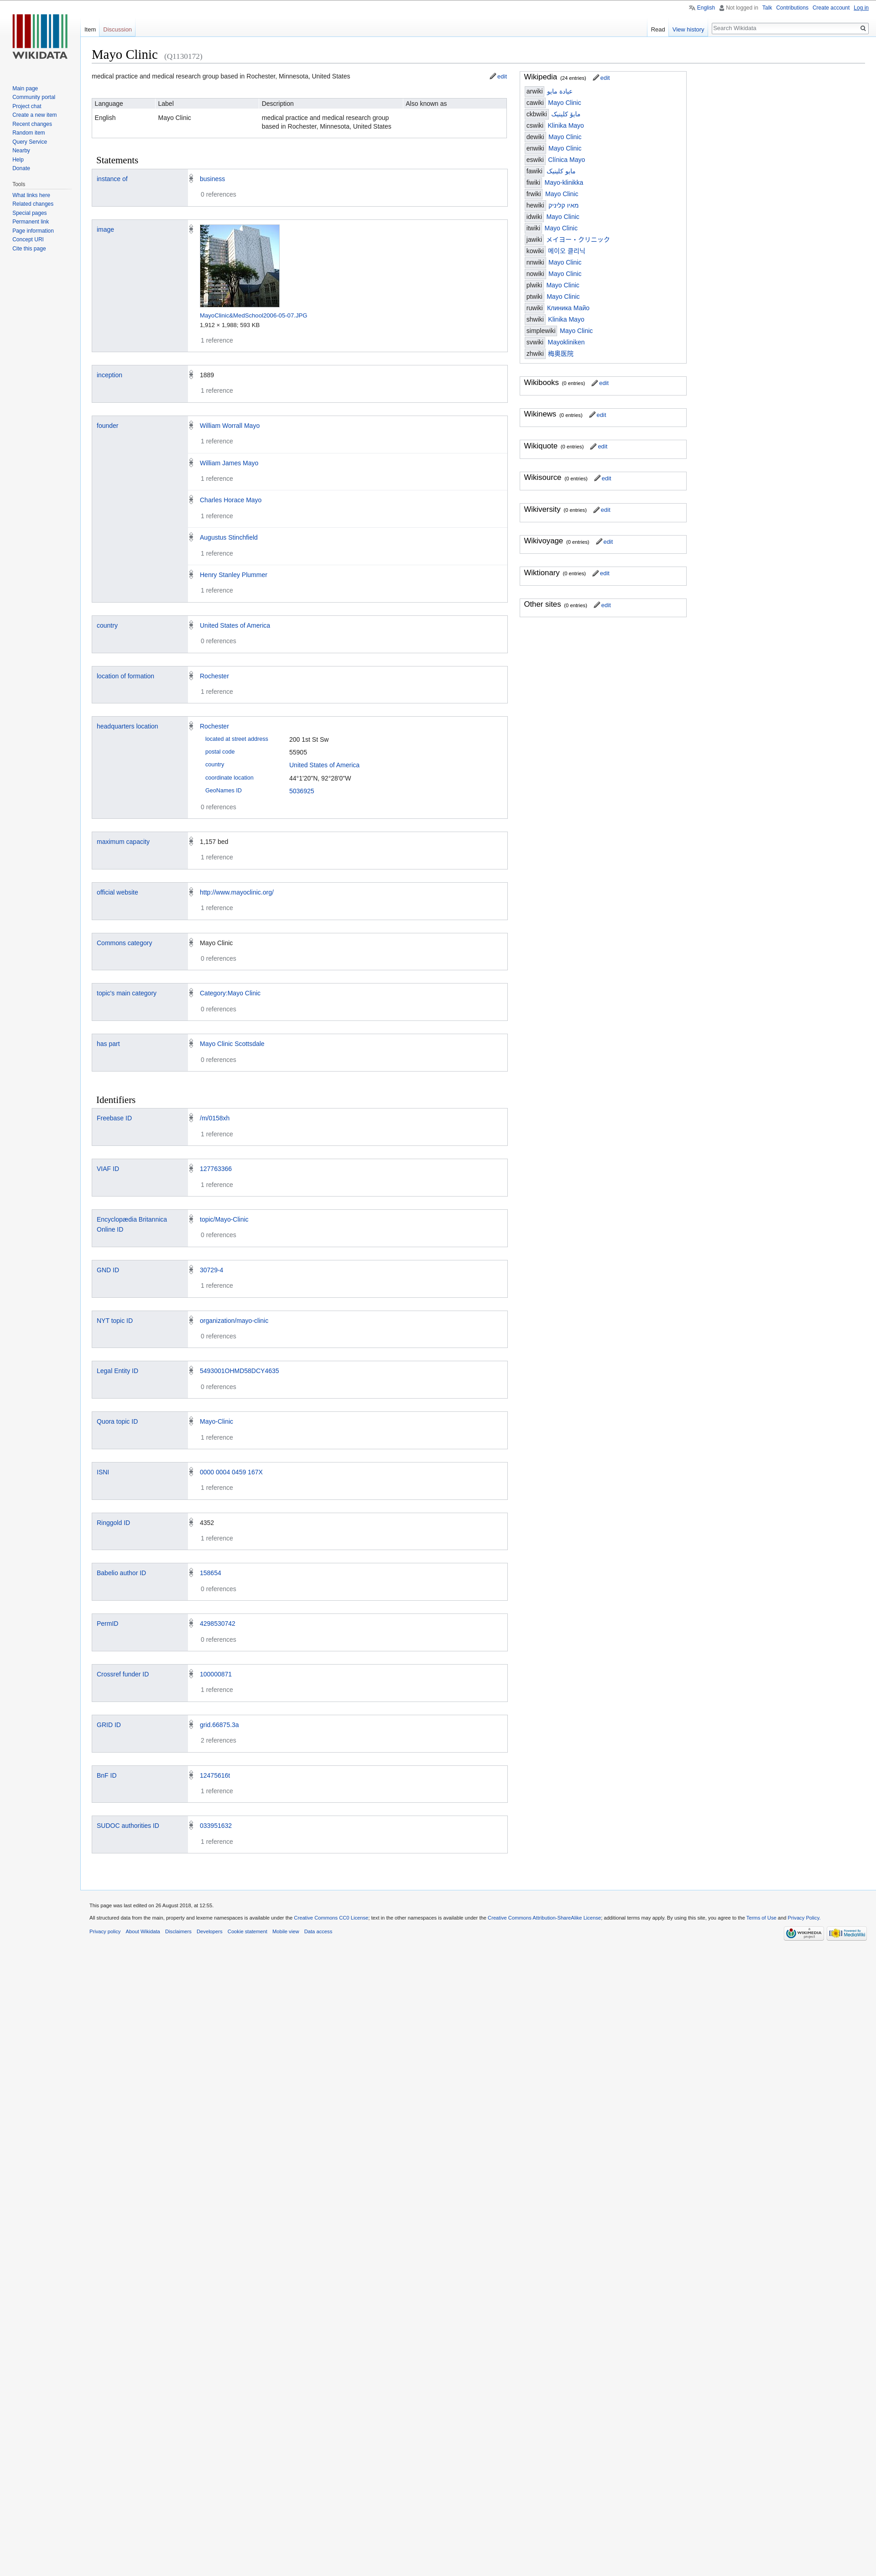 English Not logged in Talk Contributions Create account Log in
WIKIDATA
Item Discussion
Read View history Search Wikidata
Main page
Community portal
Project chat
Create a new item
Recent changes
Random item
Query Service
Nearby
Help
Donate
Tools
What links here
Related changes
Special pages
Permanent link
Page information
Concept URI
Cite this page
Mayo Clinic (Q1130172)
medical practice and medical research group based in Rochester, Minnesota, United States edit
Language Label Description Also known as
English Mayo Clinic medical practice and medical research group
based in Rochester, Minnesota, United States
Statements
instance of business
0 references
image
MayoClinic&MedSchool2006-05-07.JPG
1,912 × 1,988; 593 KB
1 reference
inception 1889
1 reference
founder William Worrall Mayo
1 reference
William James Mayo
1 reference
Charles Horace Mayo
1 reference
Augustus Stinchfield
1 reference
Henry Stanley Plummer
1 reference
country United States of America
0 references
location of formation Rochester
1 reference
headquarters location Rochester
located at street address 200 1st St Sw
postal code 55905
country United States of America
coordinate location 44°1'20"N, 92°28'0"W
GeoNames ID 5036925
0 references
maximum capacity 1,157 bed
1 reference
official website http://www.mayoclinic.org/
1 reference
Commons category Mayo Clinic
0 references
topic's main category Category:Mayo Clinic
0 references
has part Mayo Clinic Scottsdale
0 references
Identifiers
Freebase ID /m/0158xh
1 reference
VIAF ID 127763366
1 reference
Encyclopædia Britannica
Online ID topic/Mayo-Clinic
0 references
GND ID 30729-4
1 reference
NYT topic ID organization/mayo-clinic
0 references
Legal Entity ID 5493001OHMD58DCY4635
0 references
Quora topic ID Mayo-Clinic
1 reference
ISNI 0000 0004 0459 167X
1 reference
Ringgold ID 4352
1 reference
Babelio author ID 158654
0 references
PermID 4298530742
0 references
Crossref funder ID 100000871
1 reference
GRID ID grid.66875.3a
2 references
BnF ID 12475616t
1 reference
SUDOC authorities ID 033951632
1 reference
Wikipedia (24 entries) edit
arwiki عيادة مايو
cawiki Mayo Clinic
ckbwiki مایۆ کلینیک
cswiki Klinika Mayo
dewiki Mayo Clinic
enwiki Mayo Clinic
eswiki Clínica Mayo
fawiki مایو کلینیک
fiwiki Mayo-klinikka
frwiki Mayo Clinic
hewiki מאיו קליניק
idwiki Mayo Clinic
itwiki Mayo Clinic
jawiki メイヨー・クリニック
kowiki 메이오 클리닉
nnwiki Mayo Clinic
nowiki Mayo Clinic
plwiki Mayo Clinic
ptwiki Mayo Clinic
ruwiki Клиника Майо
shwiki Klinika Mayo
simplewiki Mayo Clinic
svwiki Mayokliniken
zhwiki 梅奧医院
Wikibooks (0 entries) edit
Wikinews (0 entries) edit
Wikiquote (0 entries) edit
Wikisource (0 entries) edit
Wikiversity (0 entries) edit
Wikivoyage (0 entries) edit
Wiktionary (0 entries) edit
Other sites (0 entries) edit
This page was last edited on 26 August 2018, at 12:55.
All structured data from the main, property and lexeme namespaces is available under the Creative Commons CC0 License; text in the other namespaces is available under the Creative Commons Attribution-ShareAlike License; additional terms may apply. By using this site, you agree to the Terms of Use and Privacy Policy.
Privacy policy About Wikidata Disclaimers Developers Cookie statement Mobile view Data access
A WIKIMEDIA project
Powered By MediaWiki